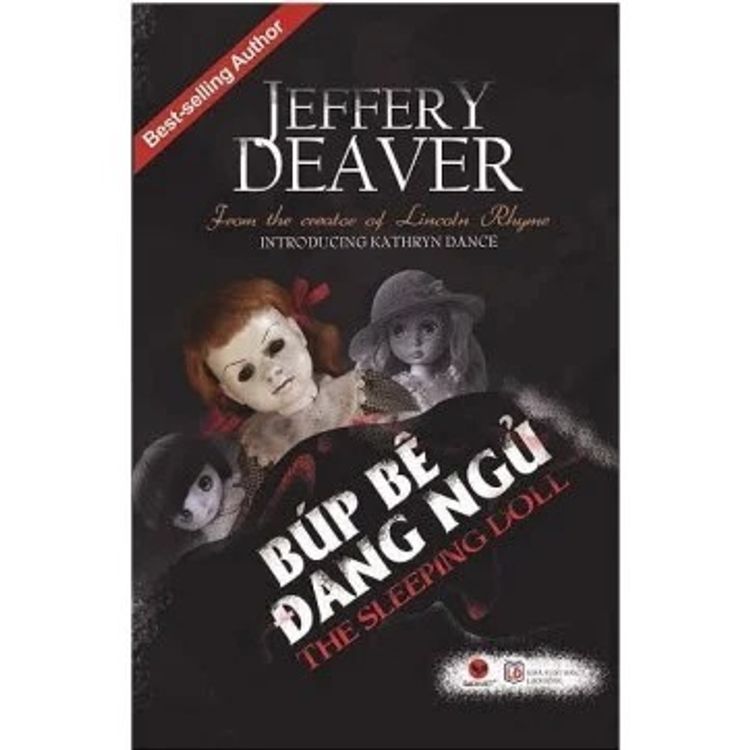 Best-selling Author
JEFFERY
DEAVER
From the creator of Lincoln Rhyme
INTRODUCING KATHRYN DANCE
BÚP BÊ
ĐANG NGỦ
THE SLEEPING DOLL